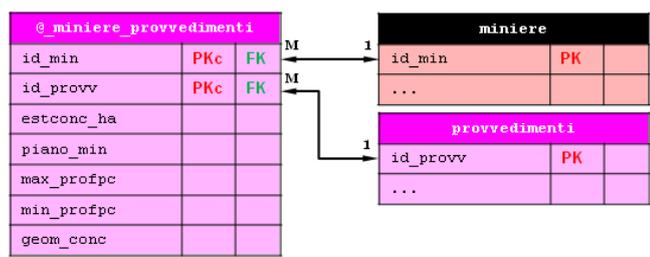 @_miniere_provvedimenti
id_min PKc FK
id_provv PKc FK
estconc_ha
piano_min
max_profpc
min_profpc
geom_conc
M 1
M 1
miniere
id_min PK
...
provvedimenti
id_provv PK
...